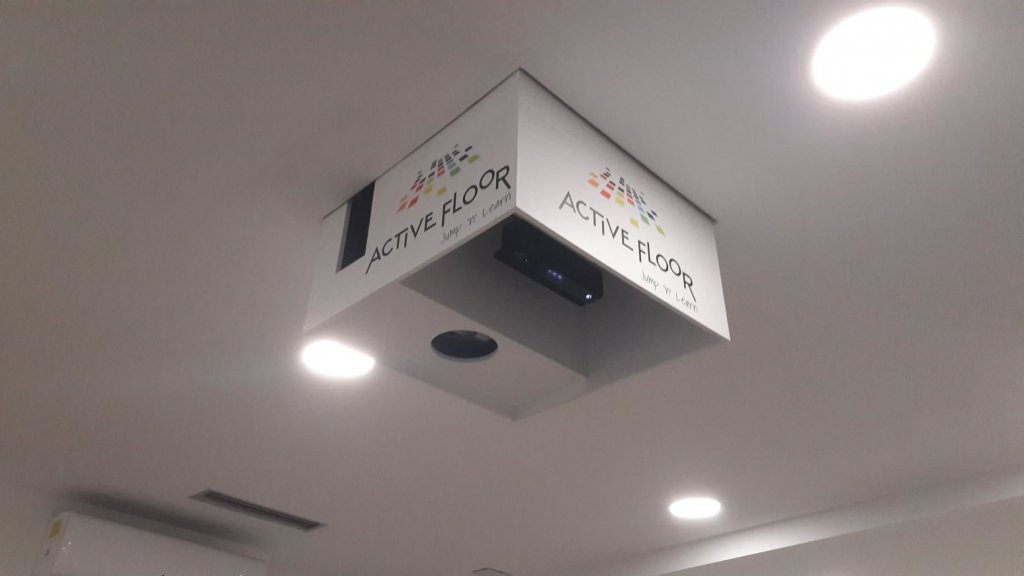 ACTIVE FLOOR
Jump 'n' Learn
ACTIVE FLOOR
Jump 'n' Learn